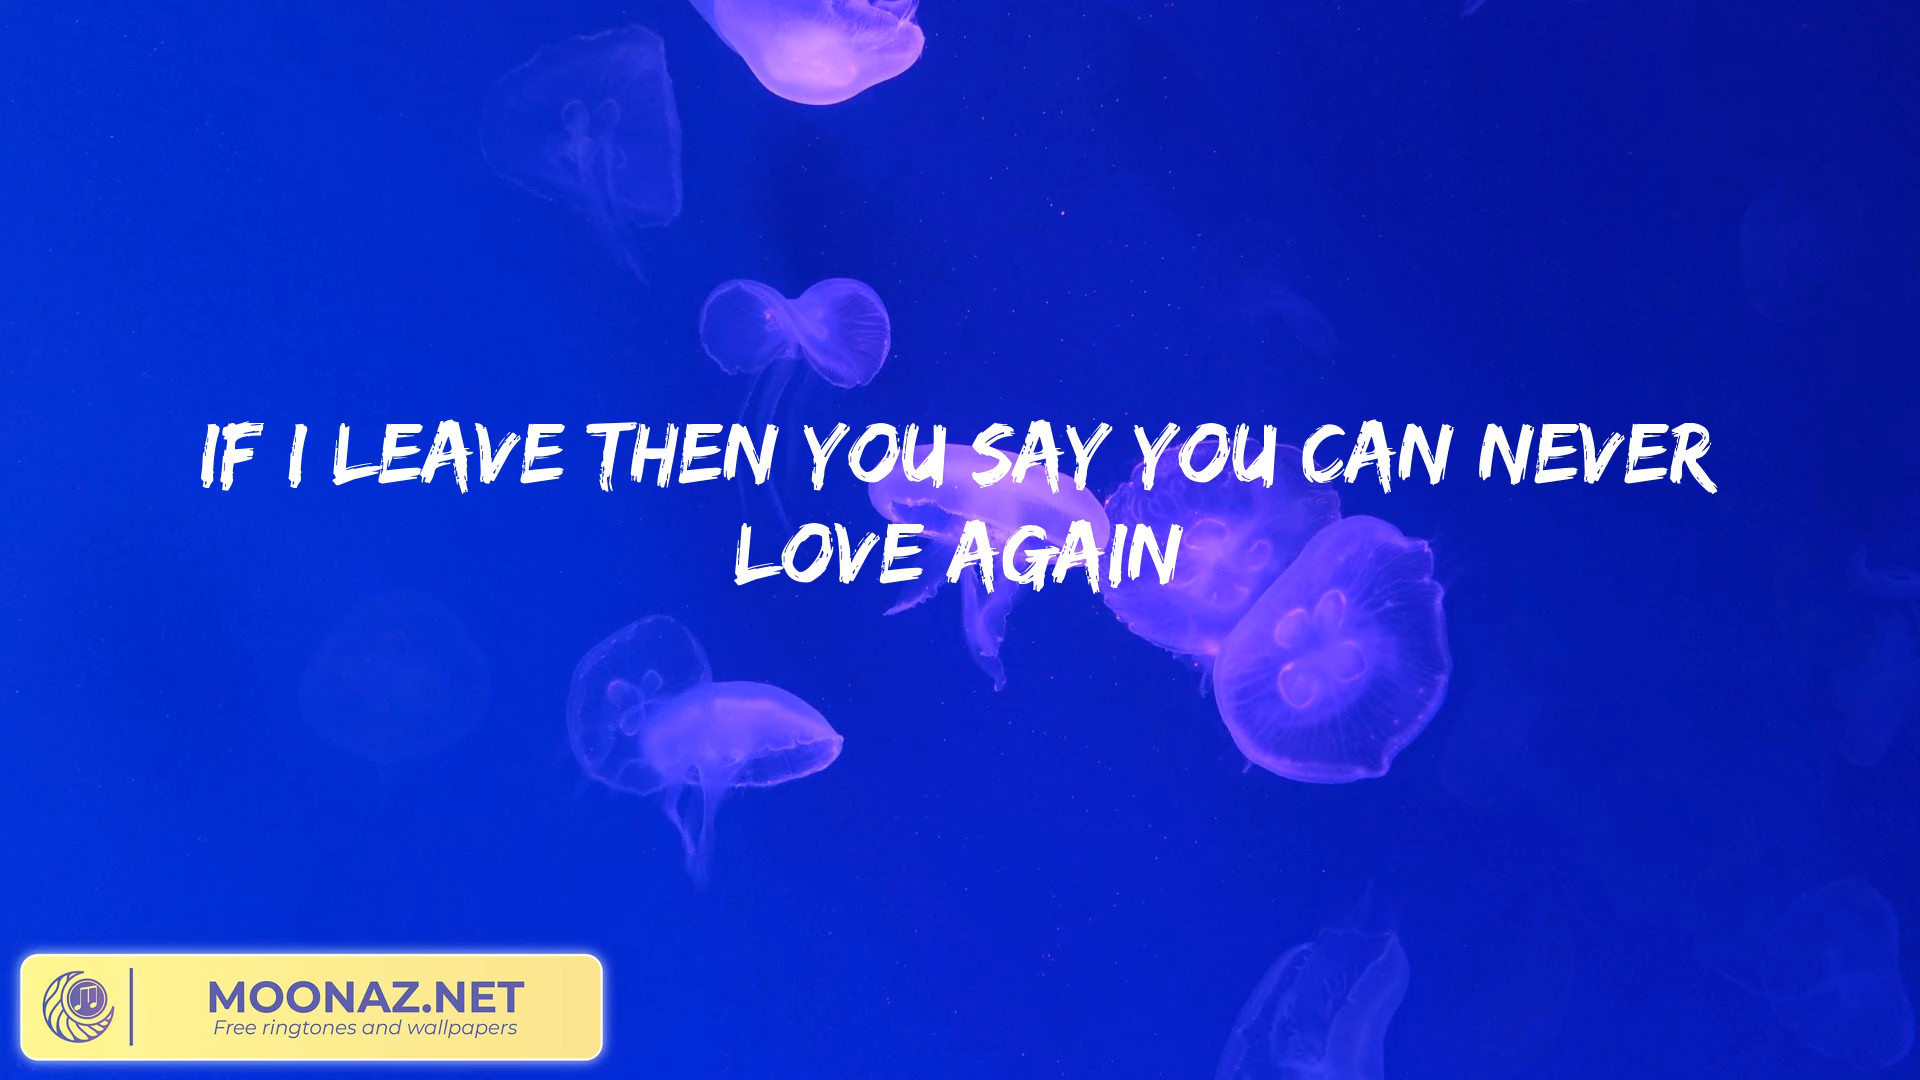 IF I LEAVE THEN YOU SAY YOU CAN NEVER
LOVE AGAIN
MOONAZ.NET
Free ringtones and wallpapers